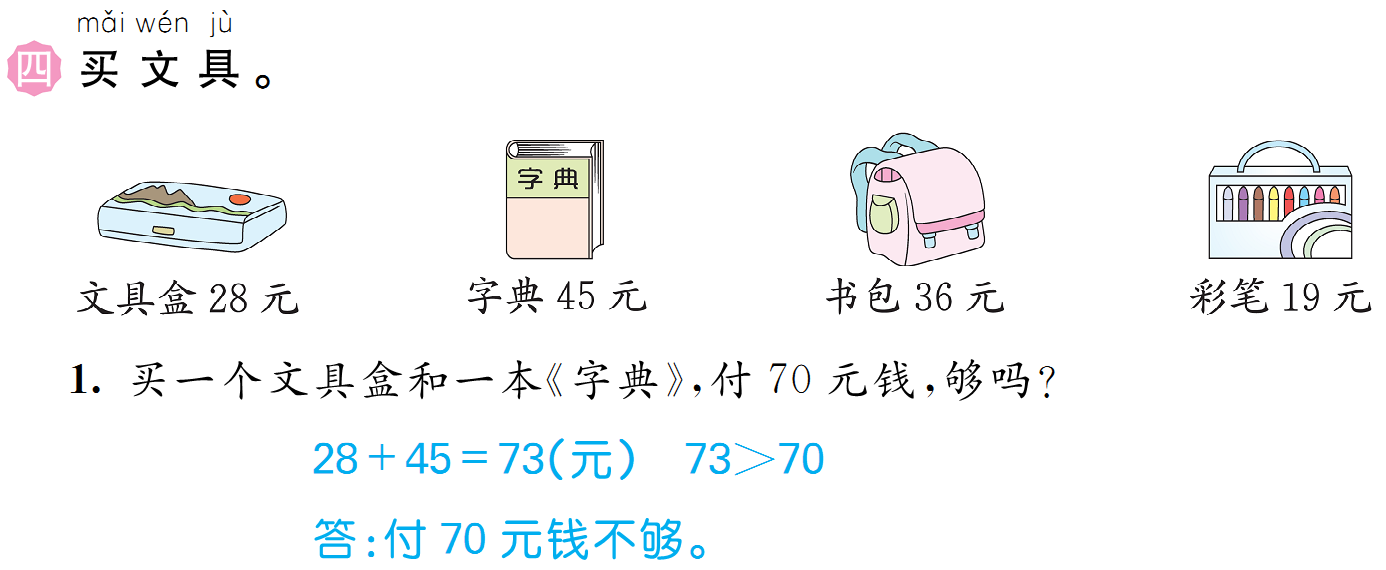 mǎi wén jù
四 买文具。
字典
文具盒 28 元 字典 45 元 书包 36 元 彩笔 19 元
1. 买一个文具盒和一本《字典》,付 70 元钱,够吗?
28+45=73(元) 73>70
答:付 70 元钱不够。